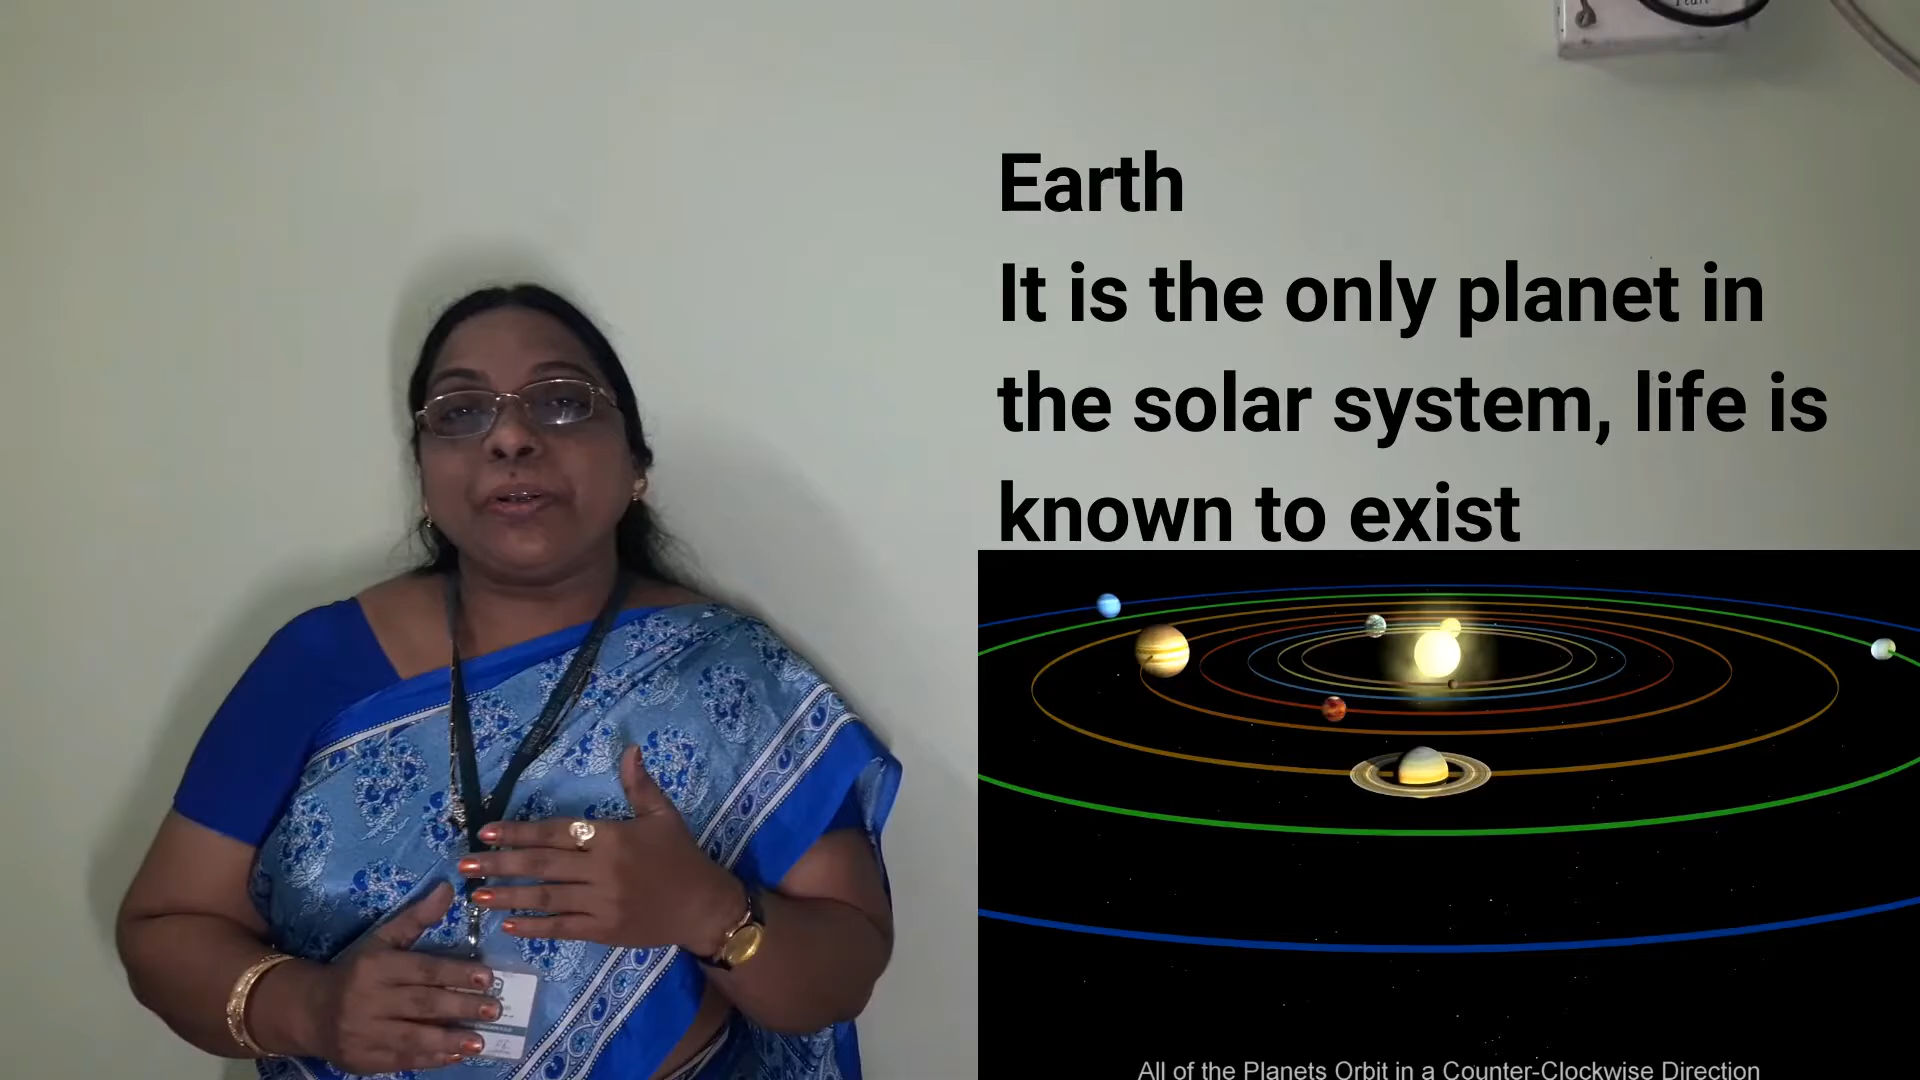 Earth
It is the only planet in
the solar system, life is
known to exist
All of the Planets Orbit in a Counter-Clockwise Direction